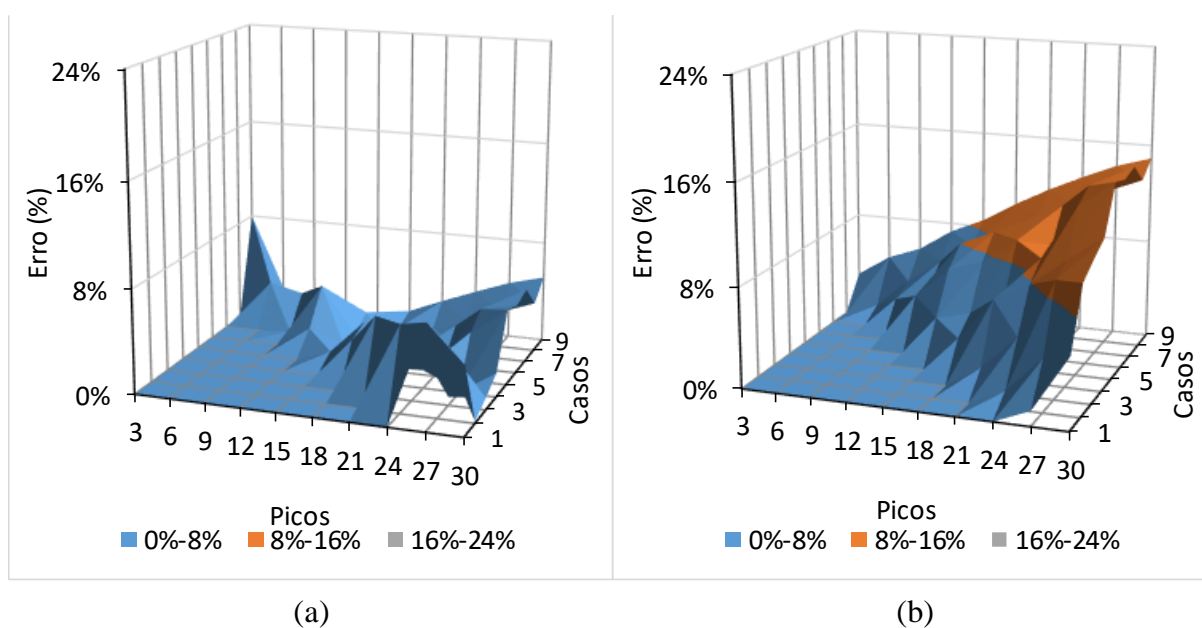 24%
16%
8%
0%
Erro (%)
3 6 9 12 15 18 21 24 27 30
Picos
1 3 5 7 9
Casos
0%-8% 8%-16% 16%-24%
(a)
24%
16%
8%
0%
Erro (%)
3 6 9 12 15 18 21 24 27 30
Picos
1 3 5 7 9
Casos
0%-8% 8%-16% 16%-24%
(b)